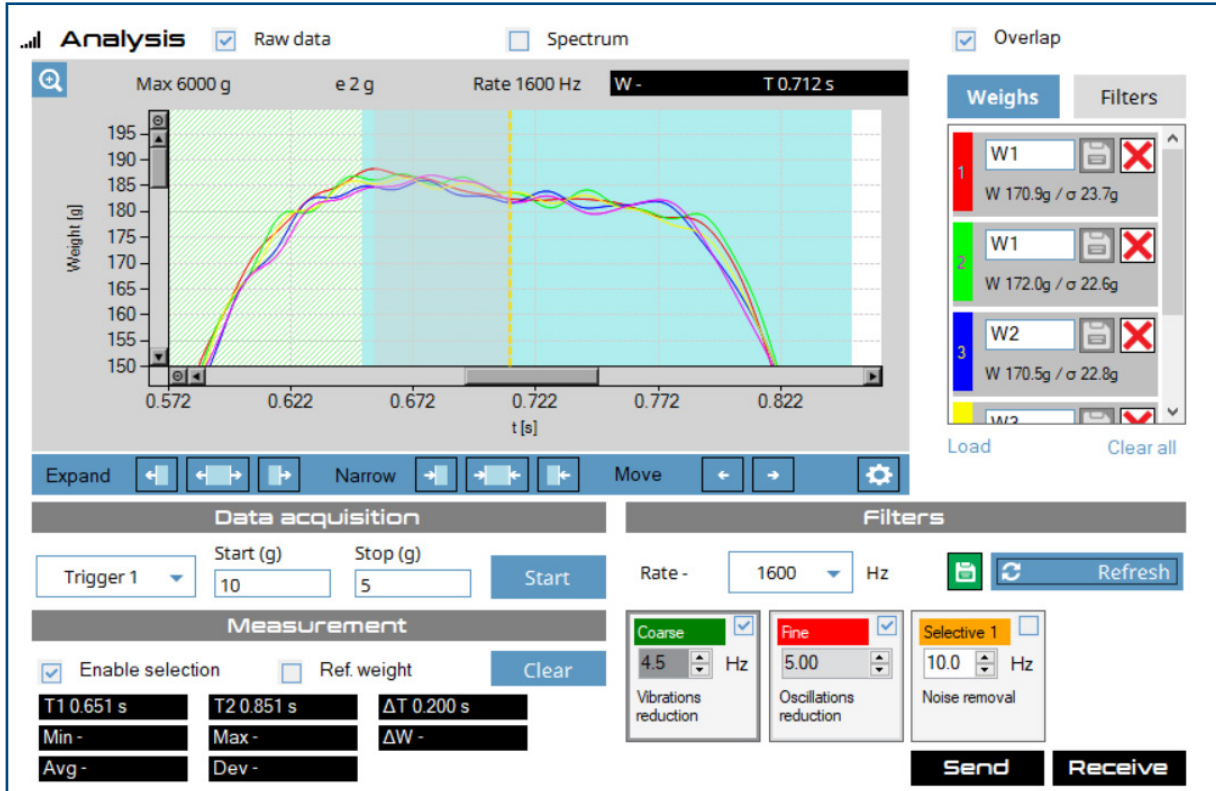 Analysis Raw data Spectrum Overlap
Max 6000 g e 2 g Rate 1600 Hz W - T 0.712 s
Weighs Filters
195
190
185
180
175
170
165
160
155
150
Weight [g]
0.572 0.622 0.672 0.722 0.772 0.822
t [s]
1 W1
W 170.9g / σ 23.7g
2 W1
W 172.0g / σ 22.6g
3 W2
W 170.5g / σ 22.8g
W3
Load Clear all
Expand Narrow Move
Data acquisition
Start (g) Stop (g)
Trigger 1 10 5 Start
Measurement
Enable selection Ref. weight Clear
T1 0.651 s T2 0.851 s ΔT 0.200 s
Min - Max - ΔW -
Avg - Dev -
Filters
Rate - 1600 Hz Refresh
Coarse Fine Selective 1
4.5 Hz 5.00 10.0 Hz
Vibrations Oscillations Noise removal
reduction reduction
Send Receive